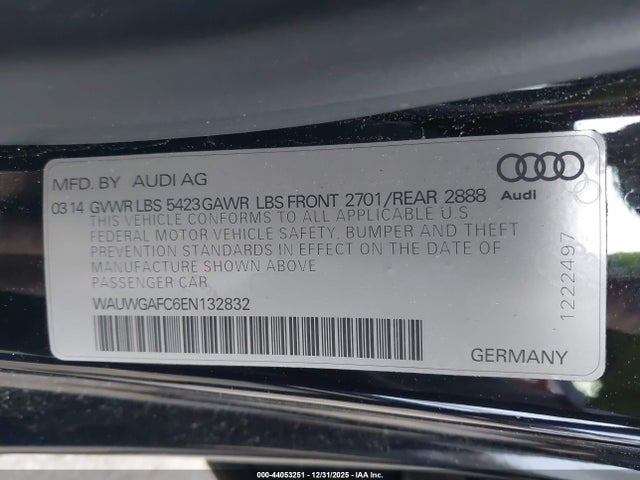 MFD. BY AUDI AG
Audi
03 14 GVWR LBS 5423 GAWR LBS FRONT 2701/REAR 2888
THIS VEHICLE CONFORMS TO ALL APPLICABLE U.S
FEDERAL MOTOR VEHICLE SAFETY, BUMPER AND THEFT
PREVENTION STANDARDS IN EFFECT ON THE DATE OF
MANUFACTURE SHOWN ABOVE
PASSENGER CAR
WAUWGAFC6EN132832
1222497
GERMANY
000-44053251 - 12/31/2025 - IAA Inc.